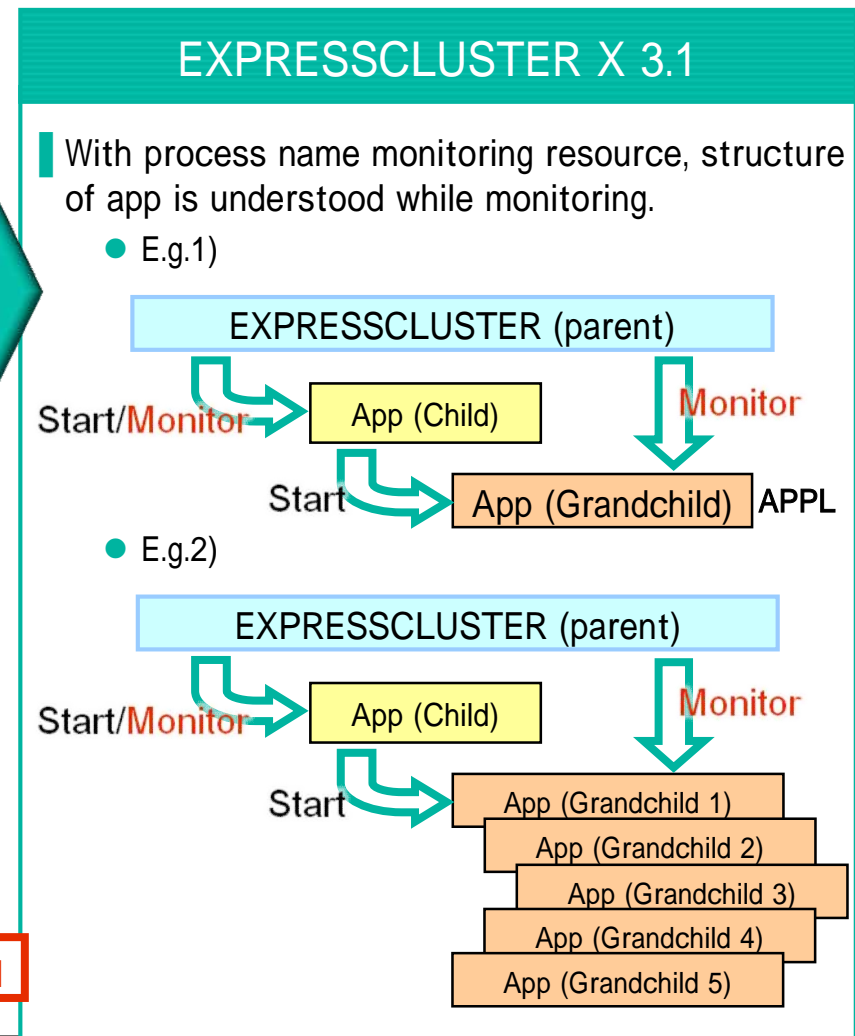 EXPRESSCLUSTER X 3.1
With process name monitoring resource, structure
of app is understood while monitoring.
E.g.1)
EXPRESSCLUSTER (parent)
Start/Monitor
App (Child)
Monitor
Start
App (Grandchild)
APPL
E.g.2)
EXPRESSCLUSTER (parent)
Start/Monitor
App (Child)
Monitor
Start
App (Grandchild 1)
App (Grandchild 2)
App (Grandchild 3)
App (Grandchild 4)
App (Grandchild 5)